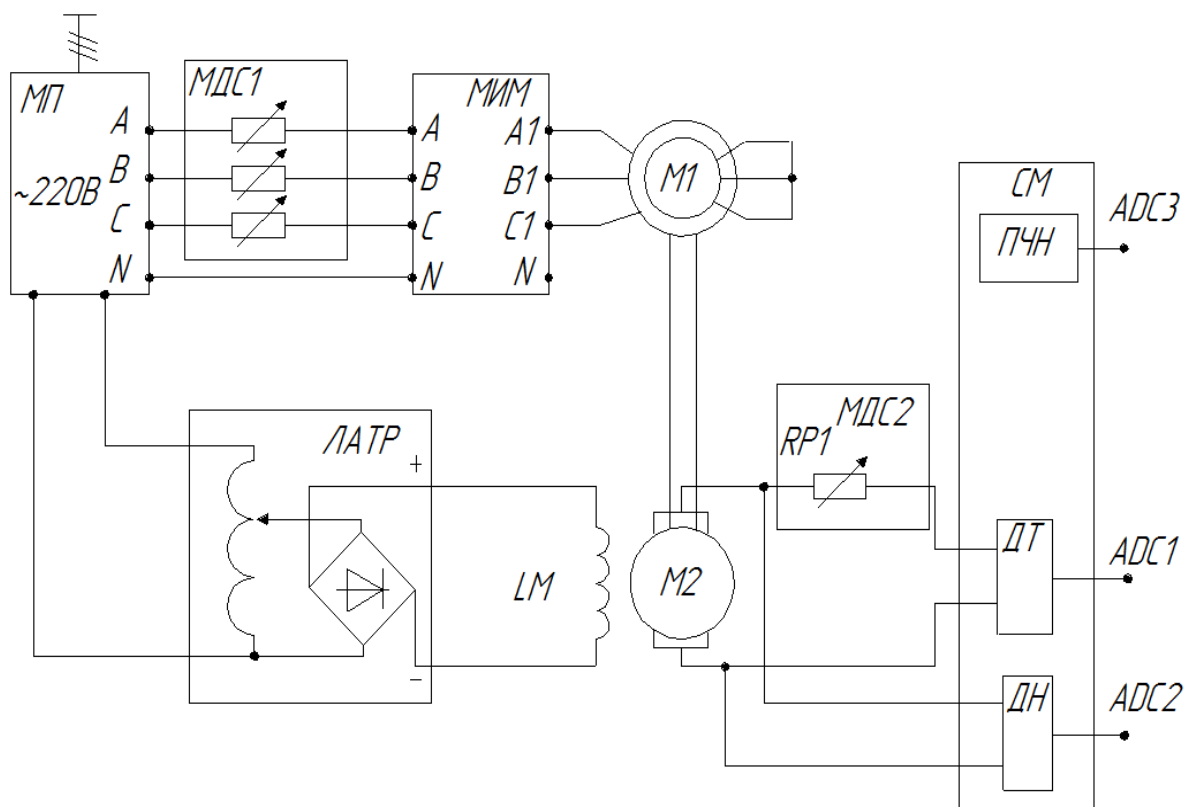 МП
~220В
A
B
C
N
МДС1
МИМ
A
B
C
N
A1
B1
C1
N
М1
СМ
ПЧН
ADC3
ЛАТР
+
−
LM
М2
МДС2
RP1
ДТ
ADC1
ДН
ADC2